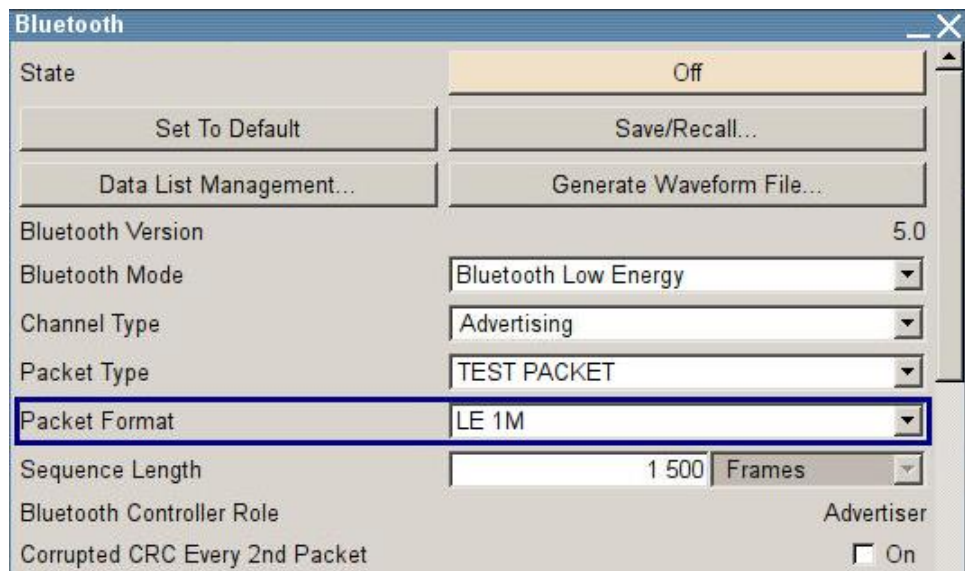 Bluetooth
State Off
Set To Default Save/Recall...
Data List Management... Generate Waveform File...
Bluetooth Version 5.0
Bluetooth Mode Bluetooth Low Energy
Channel Type Advertising
Packet Type TEST PACKET
Packet Format LE 1M
Sequence Length 1 500 Frames
Bluetooth Controller Role Advertiser
Corrupted CRC Every 2nd Packet On